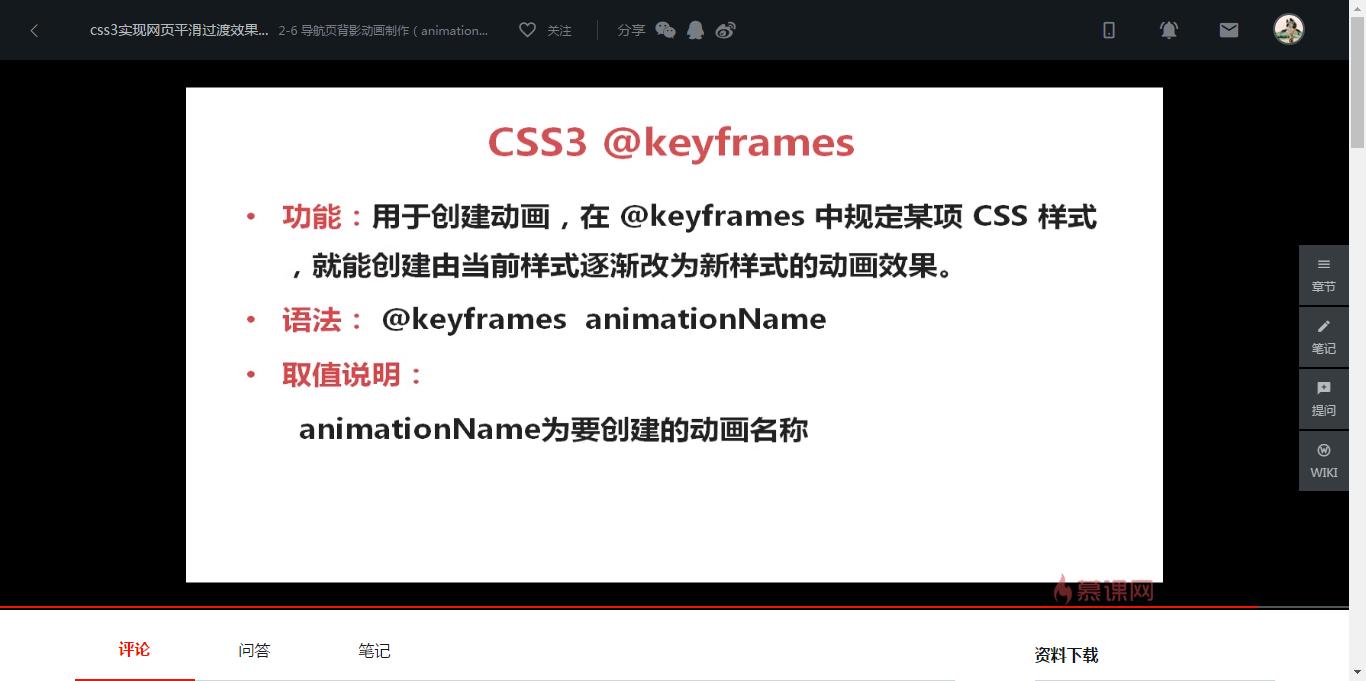 css3实现网页平滑过渡效果... 2-6 导航页背影动画制作（animation... 关注 分享
CSS3 @keyframes
• 功能：用于创建动画，在 @keyframes 中规定某项 CSS 样式
，就能创建由当前样式逐渐改为新样式的动画效果。
• 语法： @keyframes animationName
• 取值说明：
animationName为要创建的动画名称
章节
笔记
提问
WIKI
慕课网
评论 问答 笔记
资料下载